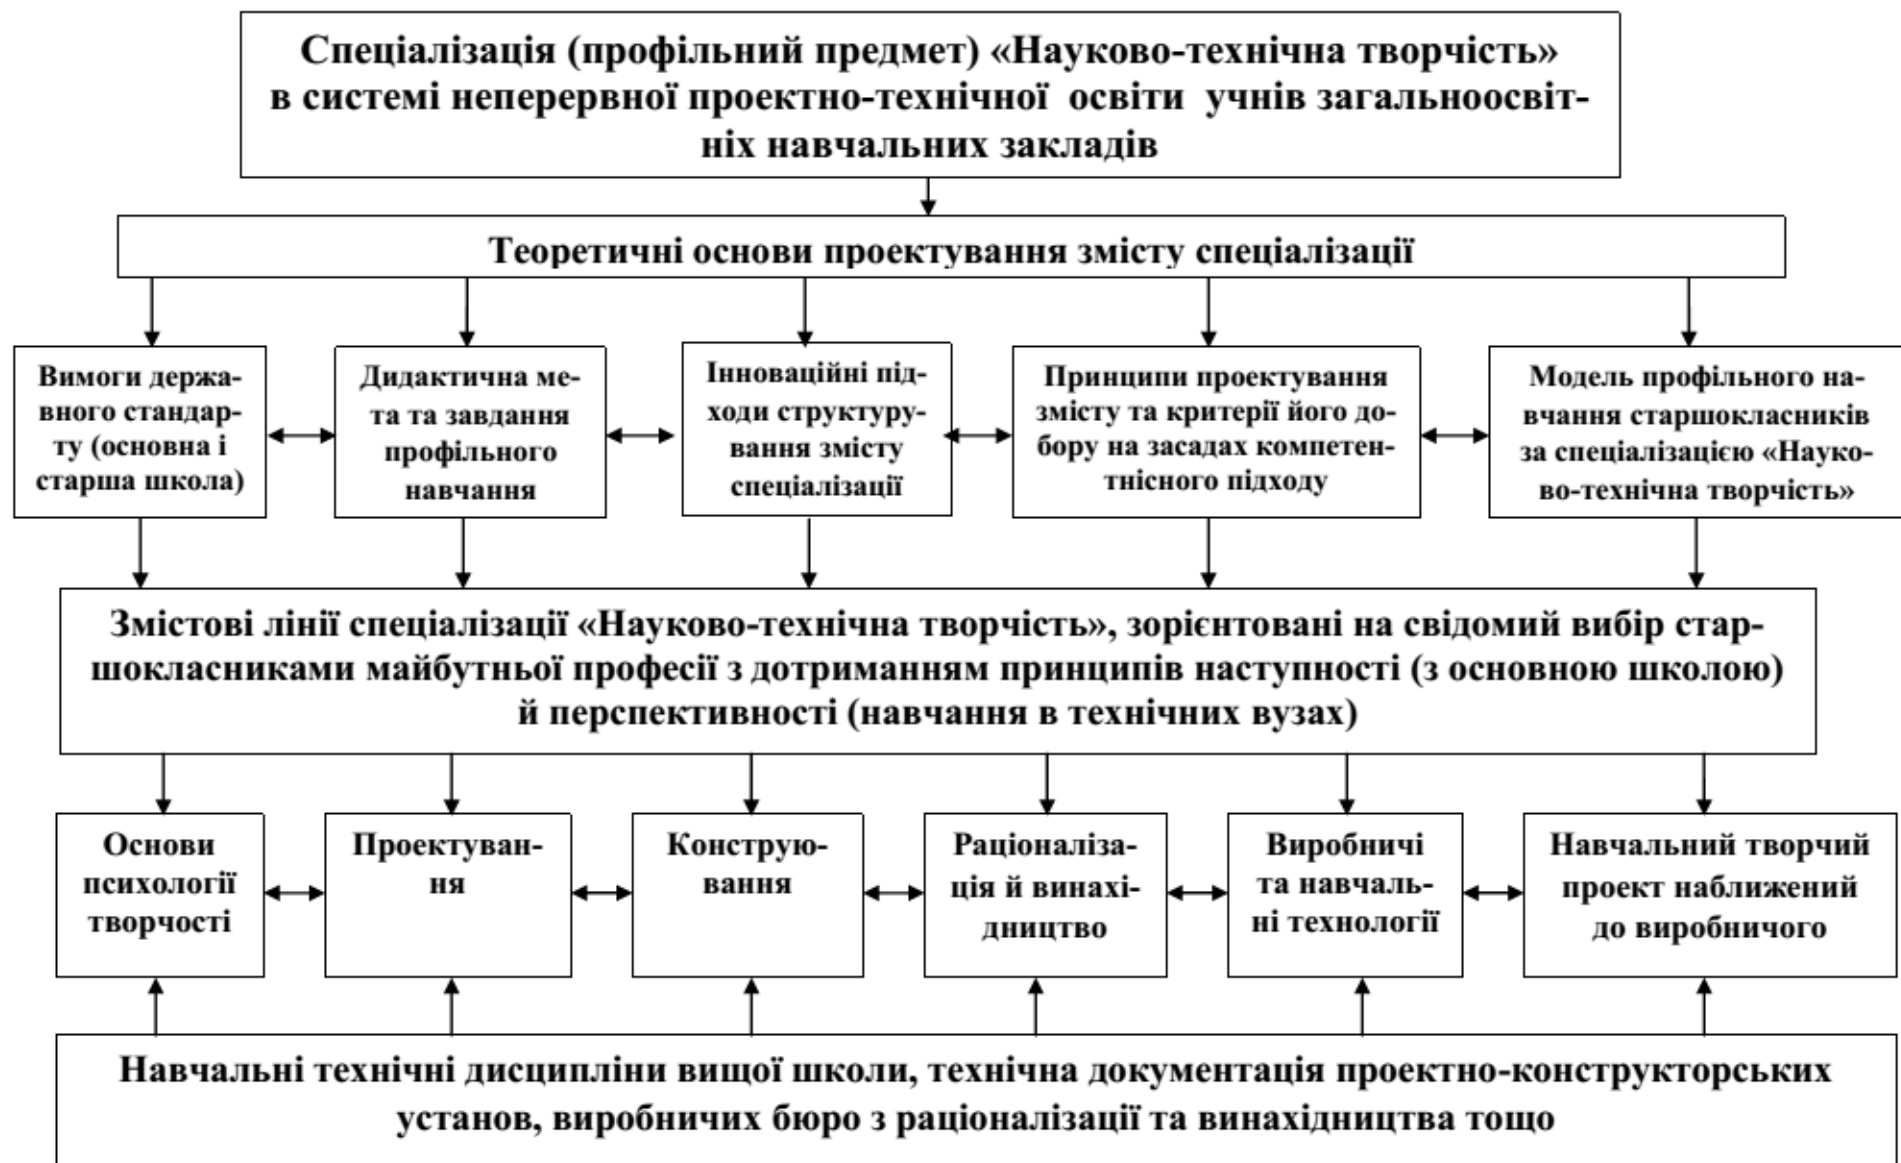 Спеціалізація (профільний предмет) «Науково-технічна творчість»
в системі неперервної проектно-технічної освіти учнів загальноосвіт-
ніх навчальних закладів
Теоретичні основи проектування змісту спеціалізації
Вимоги держа-
вного стандар-
ту (основна і
старша школа)
Дидактична ме-
та та завдання
профільного
навчання
Інноваційні під-
ходи структуру-
вання змісту
спеціалізації
Принципи проектування
змісту та критерії його до-
бору на засадах компетен-
тнісного підходу
Модель профільного на-
вчання старшокласників
за спеціалізацією «Науко-
во-технічна творчість»
Змістові лінії спеціалізації «Науково-технічна творчість», зорієнтовані на свідомий вибір стар-
шокласниками майбутньої професії з дотриманням принципів наступності (з основною школою)
й перспективності (навчання в технічних вузах)
Основи
психології
творчості
Проектуван-
ня
Конструю-
вання
Раціоналіза-
ція й винахі-
дництво
Виробничі
та навчаль-
ні технології
Навчальний творчий
проект наближений
до виробничого
Навчальні технічні дисципліни вищої школи, технічна документація проектно-конструкторських
установ, виробничих бюро з раціоналізації та винахідництва тощо